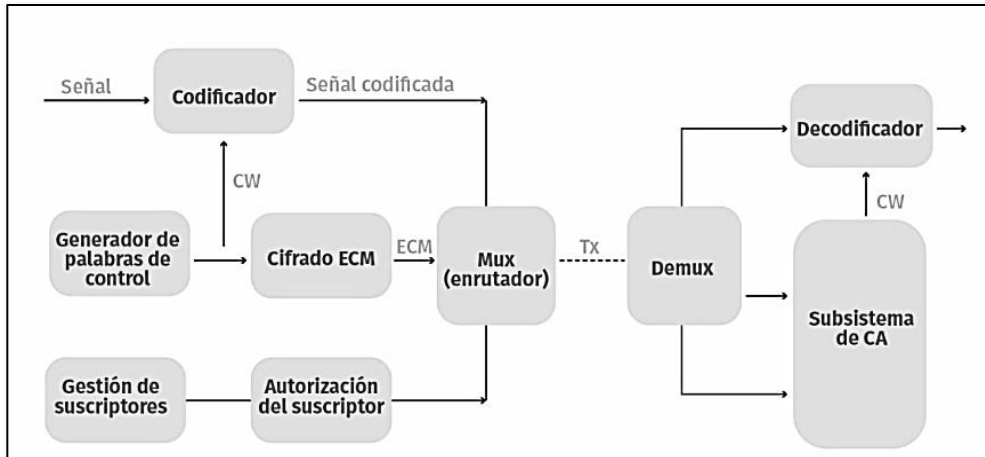 Señal
Codificador
Señal codificada
Decodificador
CW
CW
Generador de
palabras de
control
Cifrado ECM
ECM
Mux
(enrutador)
Tx
Demux
Subsistema
de CA
Gestión de
suscriptores
Autorización
del suscriptor